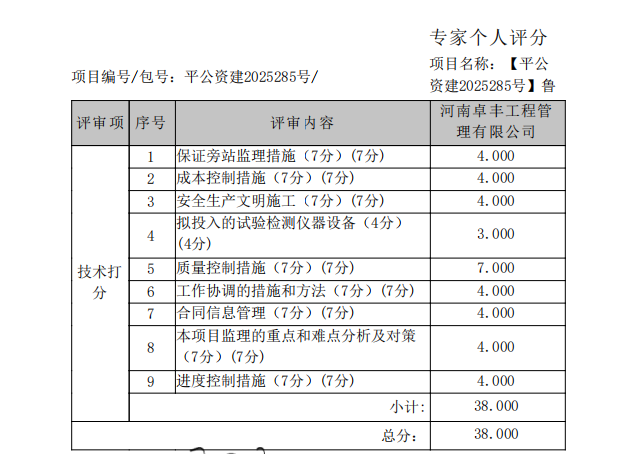 专家个人评分
项目编号/包号：平公资建2025285号/
项目名称：【平公
资建2025285号】鲁
评审项 序号 评审内容 河南卓丰工程管
理有限公司
技术打
分
1 保证旁站监理措施（7分）(7分) 4.000
2 成本控制措施（7分）(7分) 4.000
3 安全生产文明施工（7分）(7分) 4.000
4 拟投入的试验检测仪器设备（4分）
(4分) 3.000
5 质量控制措施（7分）(7分) 7.000
6 工作协调的措施和方法（7分）(7分) 4.000
7 合同信息管理（7分）(7分) 4.000
8 本项目监理的重点和难点分析及对策
（7分）(7分) 4.000
9 进度控制措施（7分）(7分) 4.000
小计: 38.000
总分: 38.000